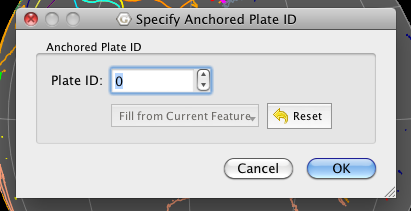 Specify Anchored Plate ID
Anchored Plate ID
Plate ID: 0
Fill from Current Feature Reset
Cancel OK